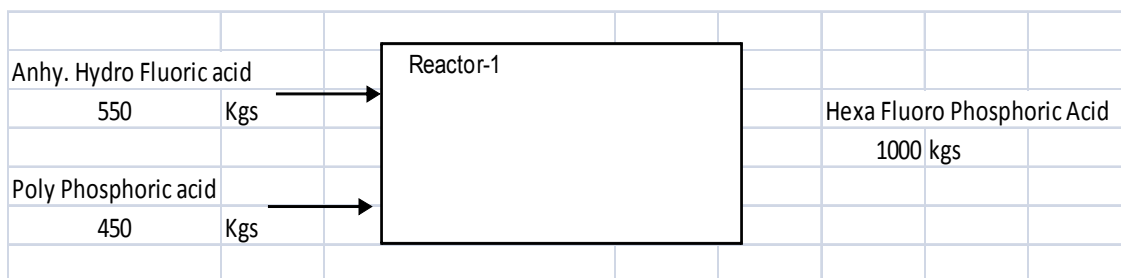 Reactor-1
Anhy. Hydro Fluoric acid
550 Kgs
Hexa Fluoro Phosphoric Acid
1000 kgs
Poly Phosphoric acid
450 Kgs